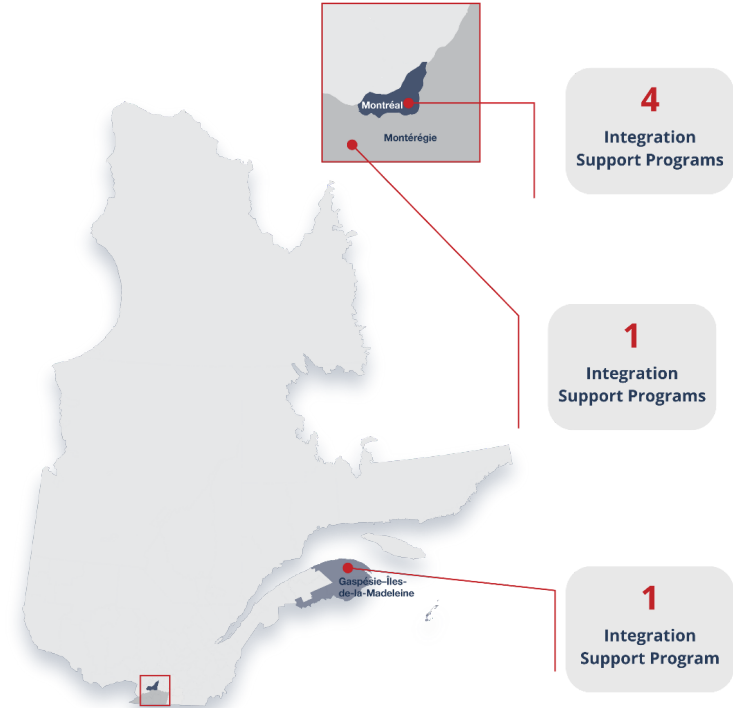 Montréal
Montérégie
4
Integration
Support Programs
1
Integration
Support Programs
Gaspésie–Îles-
de-la-Madeleine
1
Integration
Support Program